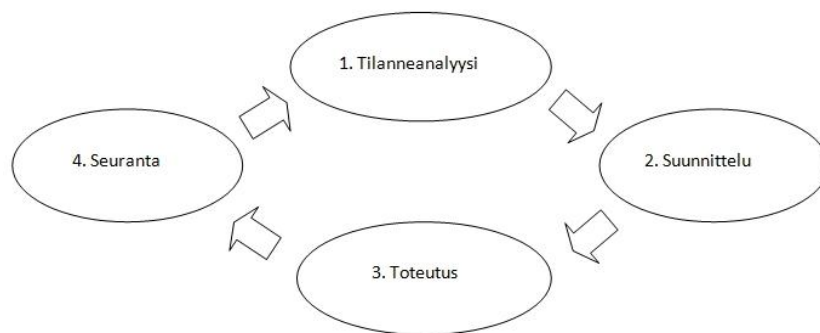 1. Tilanneanalyysi
2. Suunnittelu
3. Toteutus
4. Seuranta